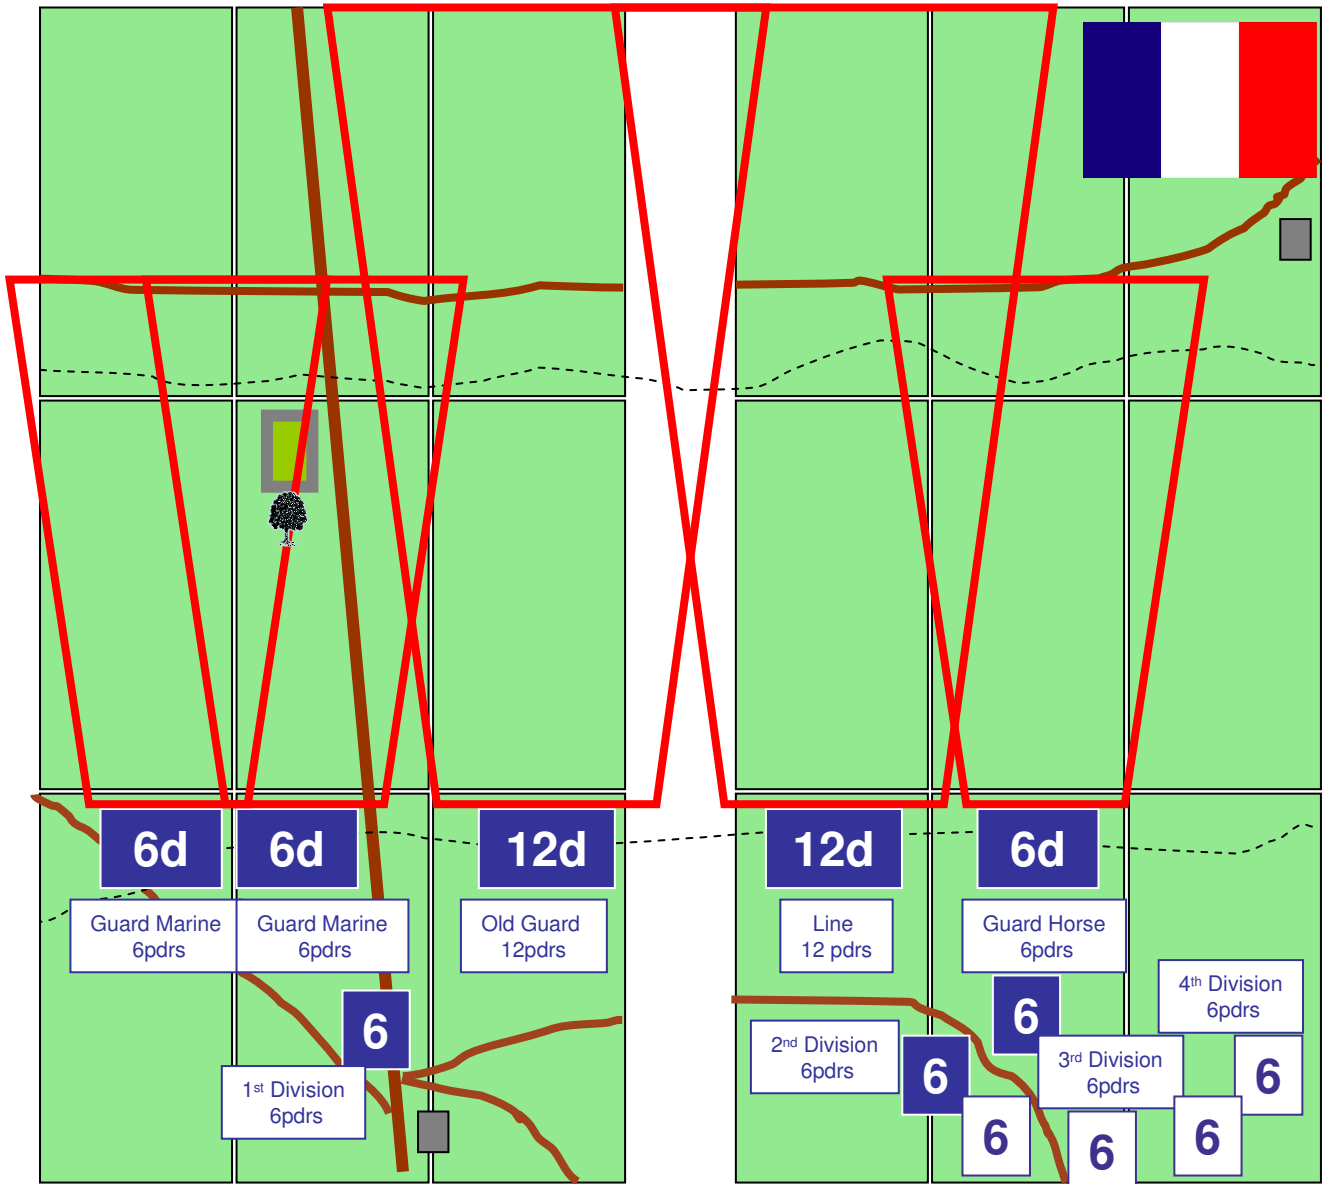 6d
6d
12d
12d
6d
Guard Marine
6pdrs
Guard Marine
6pdrs
Old Guard
12pdrs
Line
12 pdrs
Guard Horse
6pdrs
4th Division
6pdrs
6
6
2nd Division
6pdrs
6
3rd Division
6pdrs
6
1st Division
6pdrs
6
6
6